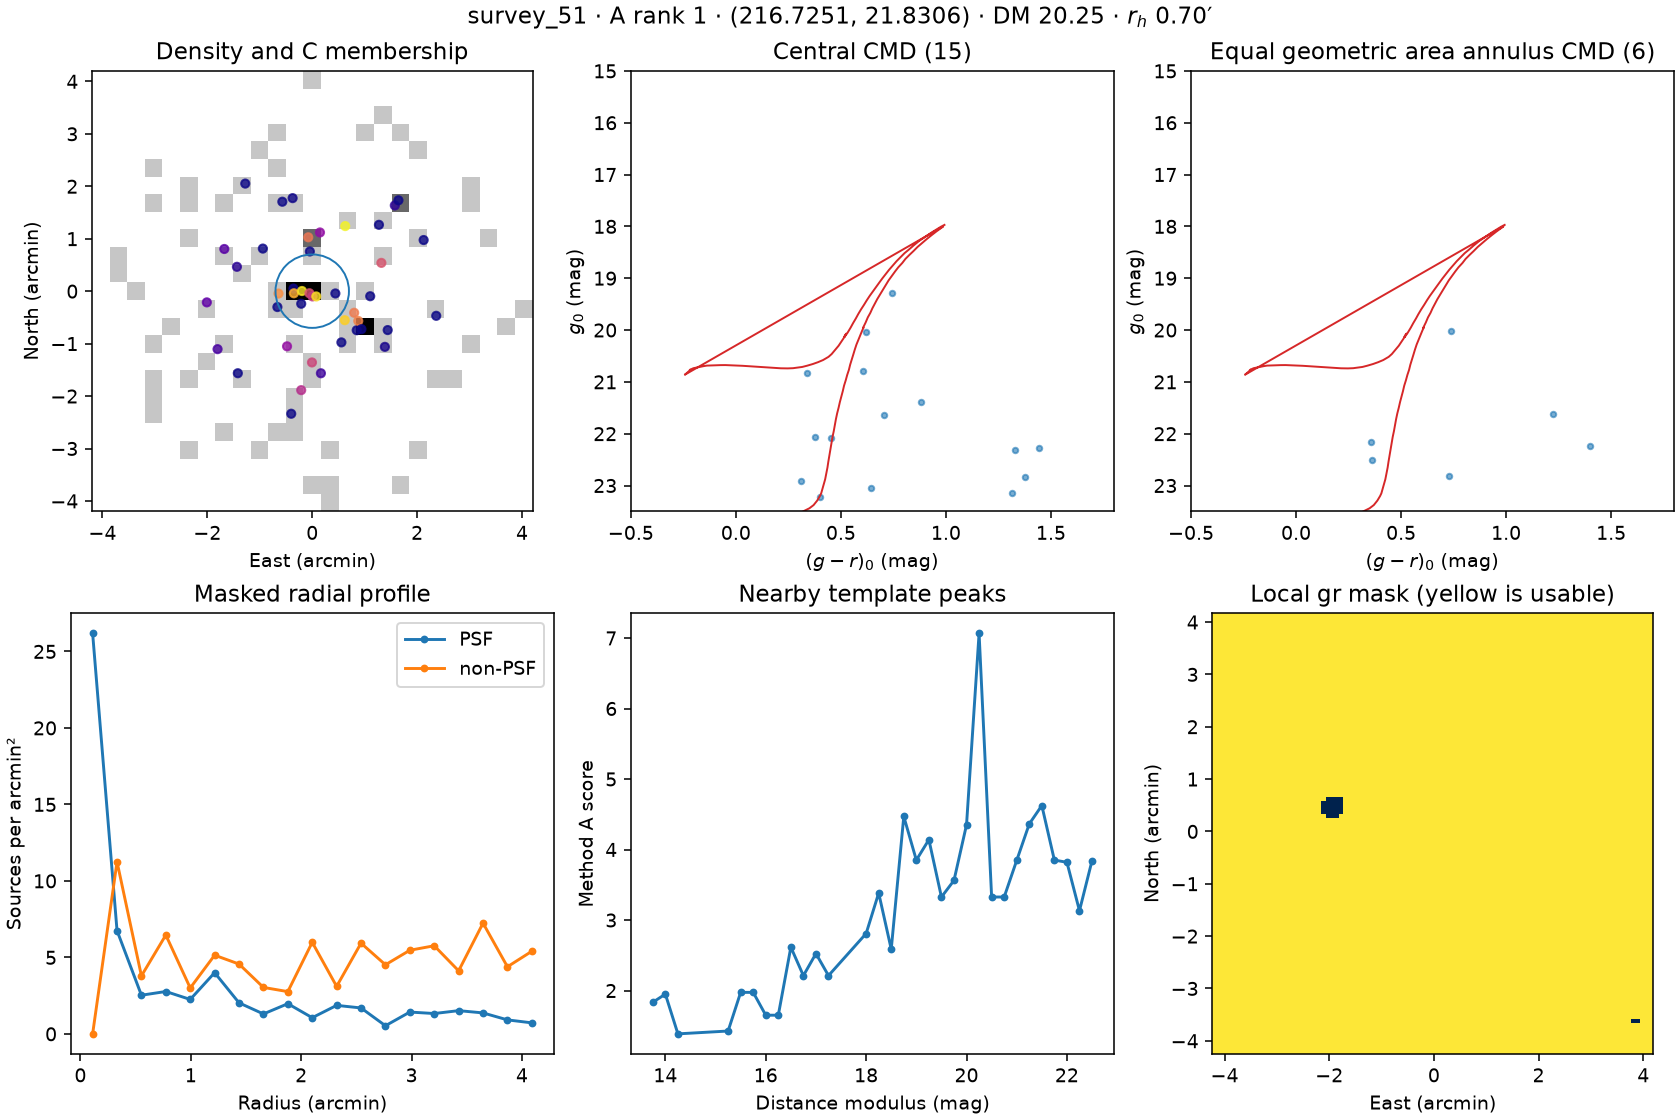 survey_51 · A rank 1 · (216.7251, 21.8306) · DM 20.25 · r_h 0.70′
Density and C membership
4
3
2
1
0
−1
−2
−3
−4
North (arcmin)
−4 −2 0 2 4
East (arcmin)
Central CMD (15)
15
16
17
18
19
20
21
22
23
g₀ (mag)
−0.5 0.0 0.5 1.0 1.5
(g − r)₀ (mag)
Equal geometric area annulus CMD (6)
15
16
17
18
19
20
21
22
23
g₀ (mag)
−0.5 0.0 0.5 1.0 1.5
(g − r)₀ (mag)
Masked radial profile
PSF
non-PSF
25
20
15
10
5
0
Sources per arcmin²
0 1 2 3 4
Radius (arcmin)
Nearby template peaks
7
6
5
4
3
2
Method A score
14 16 18 20 22
Distance modulus (mag)
Local gr mask (yellow is usable)
4
3
2
1
0
−1
−2
−3
−4
North (arcmin)
−4 −2 0 2 4
East (arcmin)